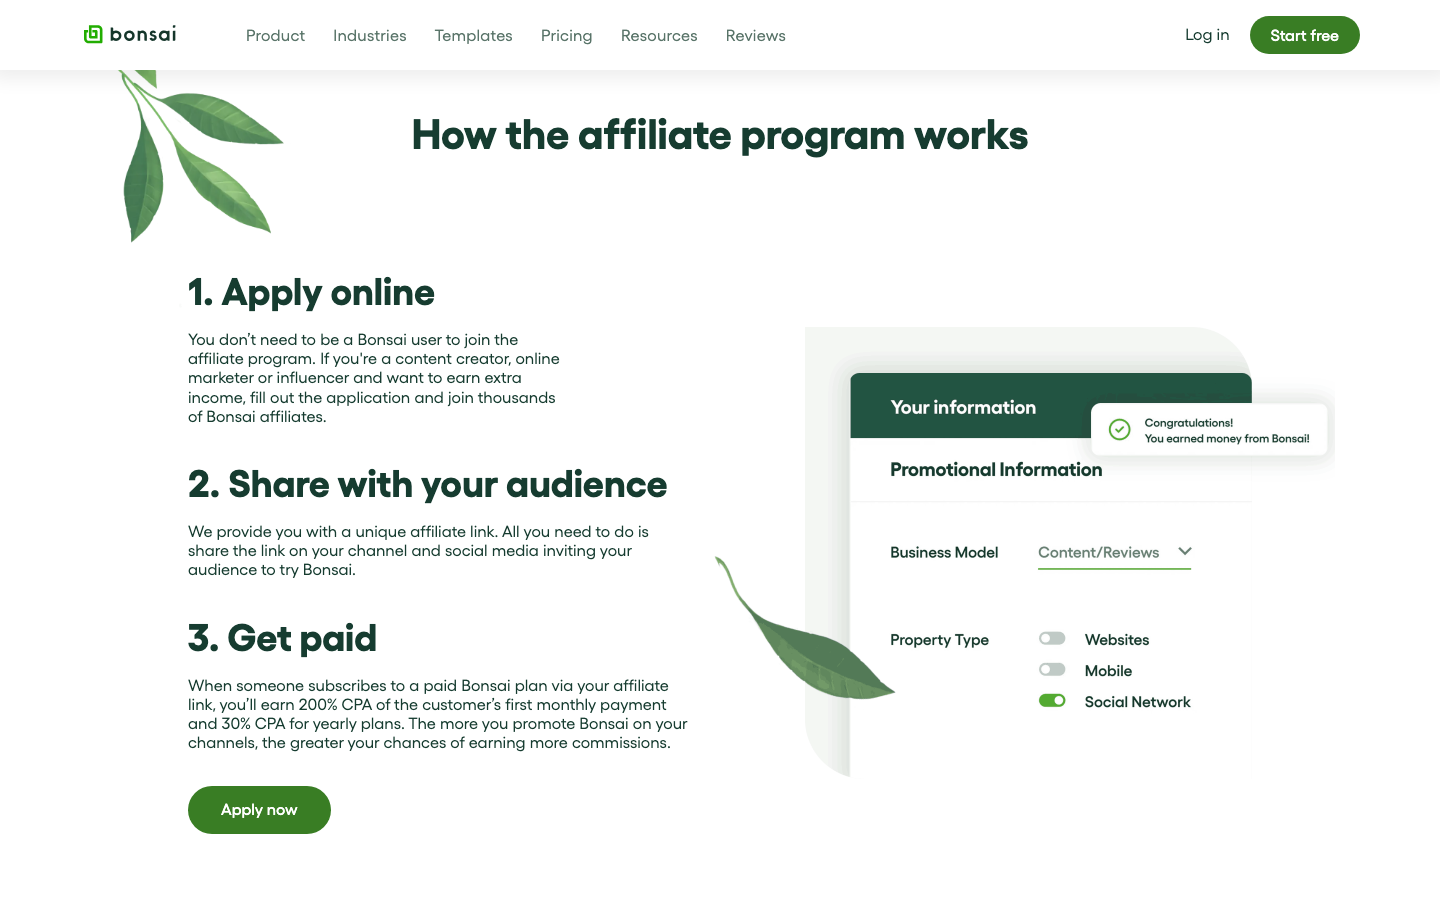 bonsai
Product Industries Templates Pricing Resources Reviews
Log in
Start free
How the affiliate program works
1. Apply online
You don’t need to be a Bonsai user to join the
affiliate program. If you're a content creator, online
marketer or influencer and want to earn extra
income, fill out the application and join thousands
of Bonsai affiliates.
2. Share with your audience
We provide you with a unique affiliate link. All you need to do is
share the link on your channel and social media inviting your
audience to try Bonsai.
3. Get paid
When someone subscribes to a paid Bonsai plan via your affiliate
link, you’ll earn 200% CPA of the customer’s first monthly payment
and 30% CPA for yearly plans. The more you promote Bonsai on your
channels, the greater your chances of earning more commissions.
Apply now
Your information
Congratulations!
You earned money from Bonsai!
Promotional Information
Business Model Content/Reviews
Property Type
Websites
Mobile
Social Network